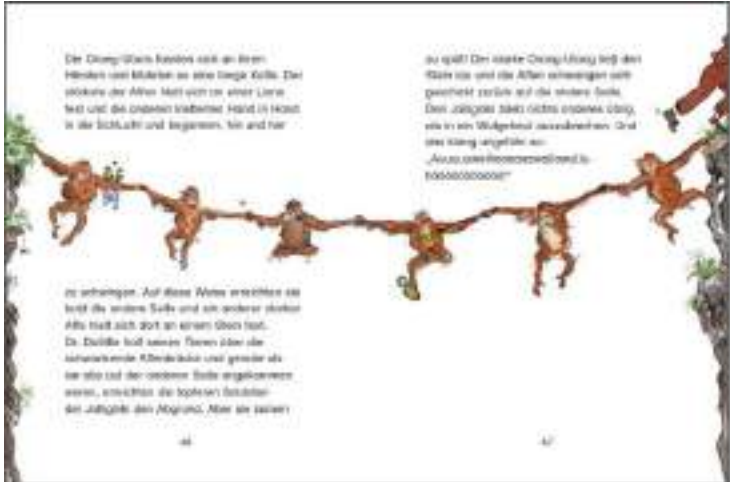 Die Orang-Utans fassten sich an ihren
Händen und bildeten so eine lange Kette. Der
stärkste der Affen hielt sich an einer Liane
fest und die anderen kletterten Hand in Hand
in die Schlucht und begannen, hin und her
zu schwingen. Auf diese Weise erreichten sie
bald die andere Seite und ein anderer starker
Affe hielt sich dort an einem Stein fest.
Dr. Dolittle half seinen Tieren über die
schwankende Affenbrücke und gerade als
sie alle auf der anderen Seite angekommen
waren, erreichten die tapferen Soldaten
der Jolliginki den Abgrund. Aber sie kamen
46
zu spät! Der starke Orang-Utang ließ den
Stein los und die Affen schwangen sich
geschickt zurück auf die andere Seite.
Den Jolliginki blieb nichts anderes übrig,
als in ein Wutgeheul auszubrechen. Und
das klang ungefähr so:
47